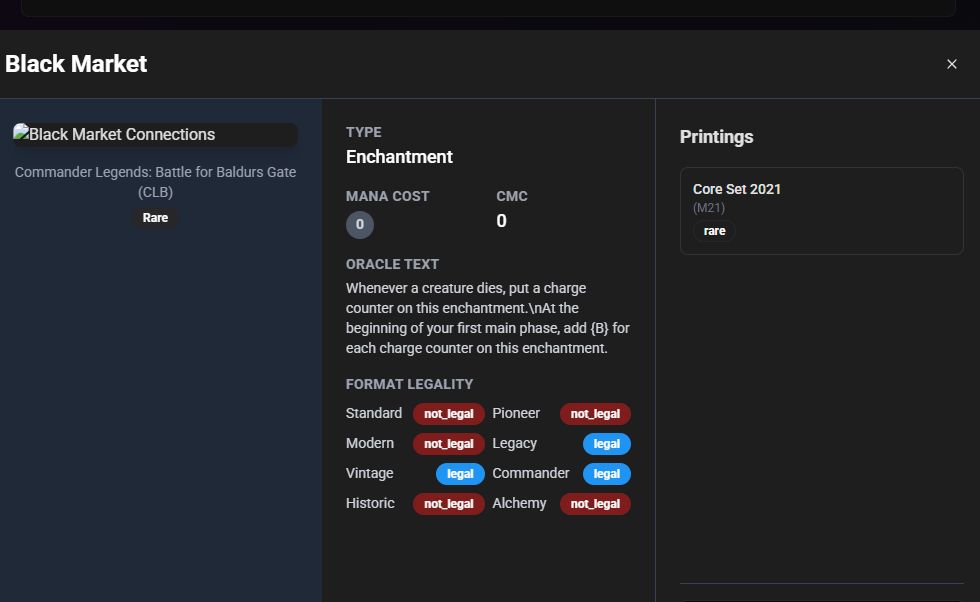 Black Market
×
Black Market Connections
Commander Legends: Battle for Baldurs Gate
(CLB)
Rare
TYPE
Enchantment
MANA COST
CMC
0
0
ORACLE TEXT
Whenever a creature dies, put a charge
counter on this enchantment.\nAt the
beginning of your first main phase, add {B} for
each charge counter on this enchantment.
FORMAT LEGALITY
Standard not_legal Pioneer not_legal
Modern not_legal Legacy legal
Vintage legal Commander legal
Historic not_legal Alchemy not_legal
Printings
Core Set 2021
(M21)
rare